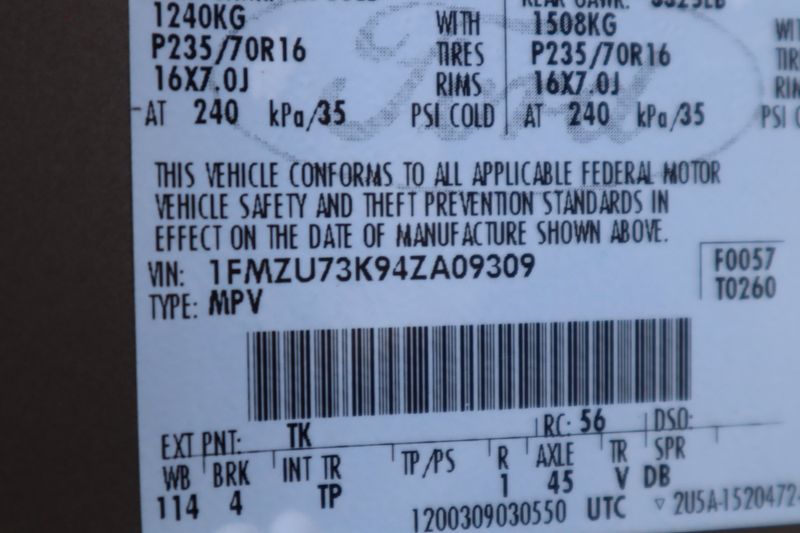 1240KG WITH 1508KG
P235/70R16 TIRES P235/70R16
16X7.0J RIMS 16X7.0J
AT 240 kPa/35 PSI COLD AT 240 kPa/35 PSI
Ford
THIS VEHICLE CONFORMS TO ALL APPLICABLE FEDERAL MOTOR
VEHICLE SAFETY AND THEFT PREVENTION STANDARDS IN
EFFECT ON THE DATE OF MANUFACTURE SHOWN ABOVE.
VIN: 1FMZU73K94ZA09309
F0057
T0260
TYPE: MPV
EXT PNT: TK RC: 56 DSO:
WB BRK INT TR TP/PS R AXLE TR SPR
114 4 TP 1 45 V DB
1200309030550 UTC ▽ 2U5A-1520472-